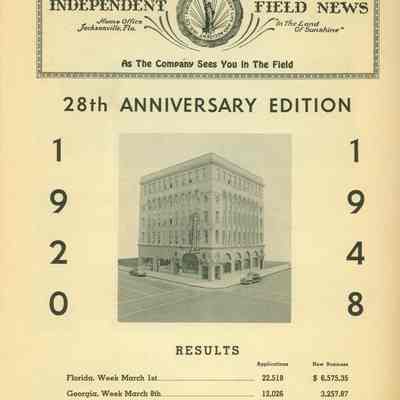 INDEPENDENT FIELD NEWS
Home Office "In The Land
Jacksonville, Fla. Of Sunshine"
As The Company Sees You In The Field
28th ANNIVERSARY EDITION
1 1
9 9
2 4
0 8
RESULTS
Applications New Business
Florida, Week March 1st 22,518 $ 6,575.35
Georgia, Week March 8th 12,026 3,257.87